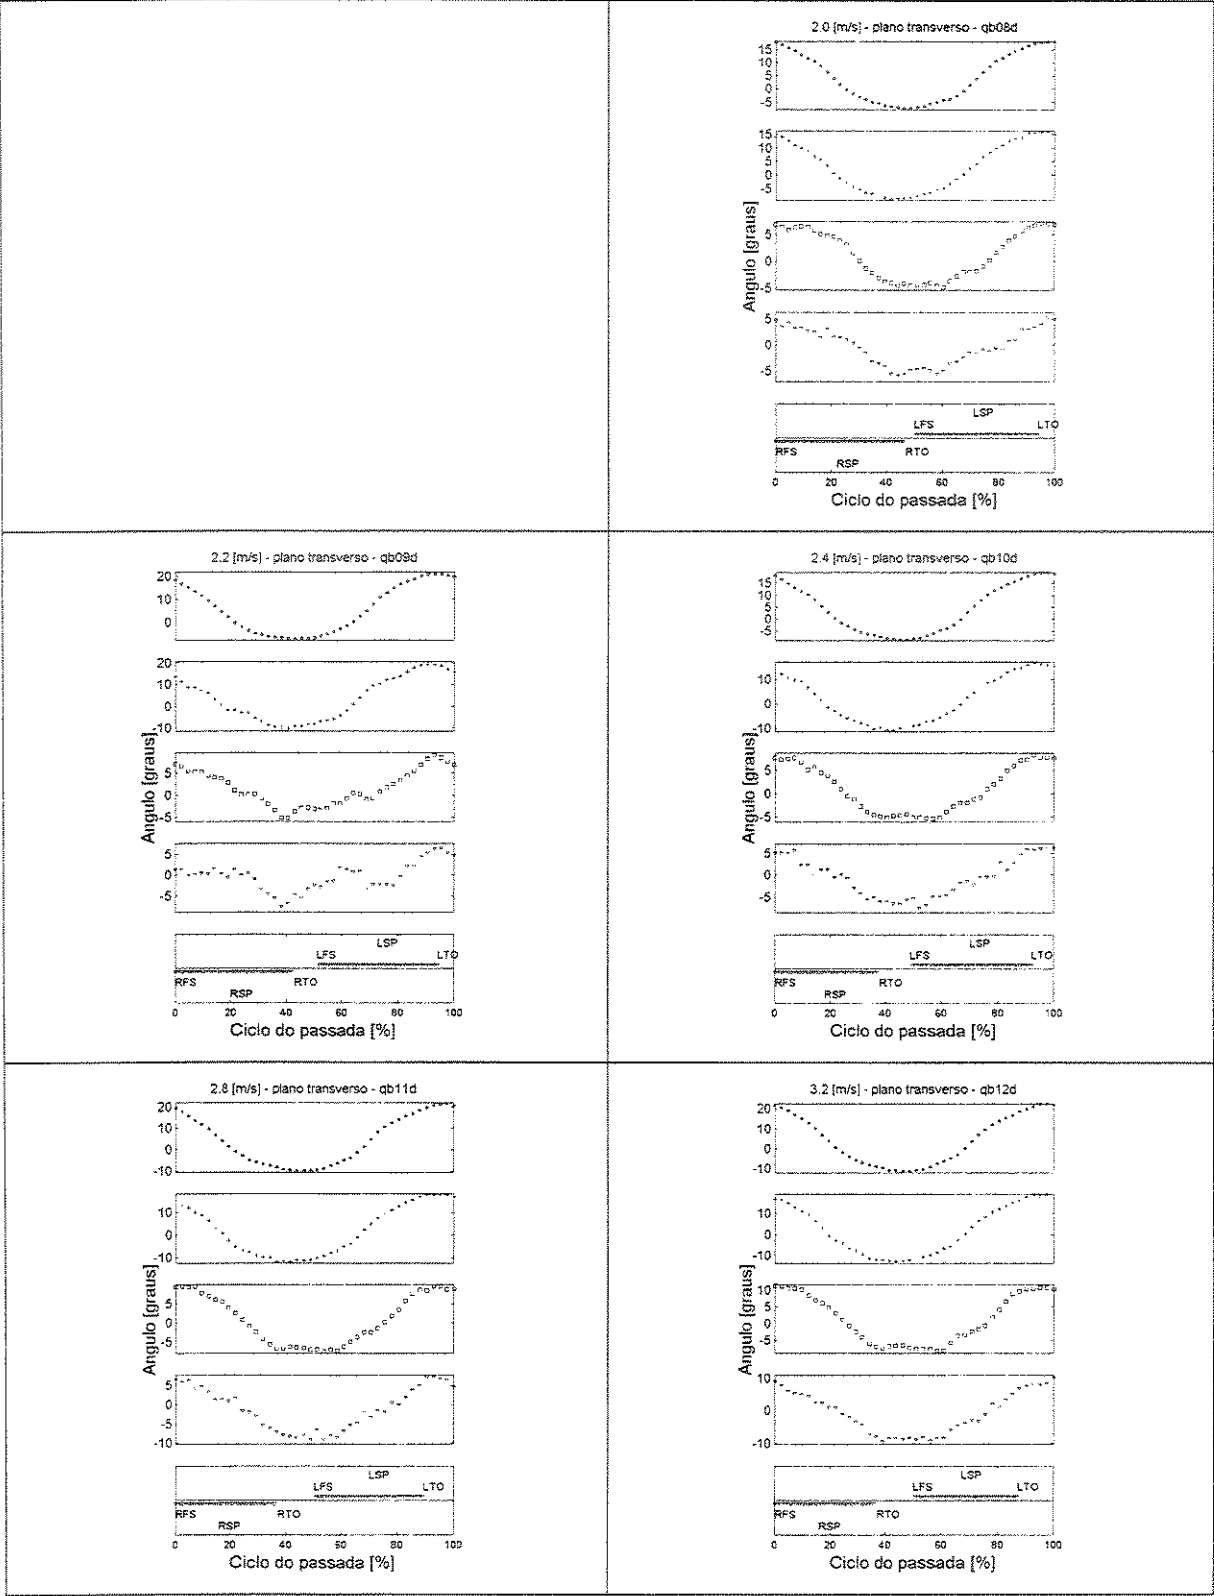 2.0 [m/s] - plano transverso - qb08d
15
10
5
0
-5
15
10
5
0
-5
5
0
-5
5
0
-5
Angulo [graus]
LSP
LFS LTO
RFS RTO
RSP
0 20 40 60 80 100
Ciclo do passada [%]
2.2 [m/s] - plano transverso - qb09d
20
10
0
20
10
0
-10
5
0
-5
5
0
-5
Angulo [graus]
LSP
LFS LTO
RFS RTO
RSP
0 20 40 60 80 100
Ciclo do passada [%]
2.4 [m/s] - plano transverso - qb10d
15
10
5
0
-5
10
0
-10
5
0
-5
5
0
-5
Angulo [graus]
LSP
LFS LTO
RFS RTO
RSP
0 20 40 60 80 100
Ciclo do passada [%]
2.8 [m/s] - plano transverso - qb11d
20
10
0
-10
10
0
-10
5
0
-5
5
0
-5
-10
Angulo [graus]
LSP
LFS LTO
RFS RTO
RSP
0 20 40 60 80 100
Ciclo do passada [%]
3.2 [m/s] - plano transverso - qb12d
20
10
0
-10
10
0
-10
10
5
0
-5
10
0
-10
Angulo [graus]
LSP
LFS LTO
RFS RTO
RSP
0 20 40 60 80 100
Ciclo do passada [%]